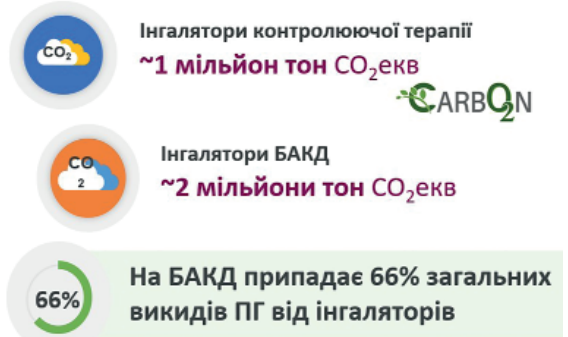 CO₂
Інгалятори контролюючої терапії
~1 мільйон тон CO₂екв
CARBO₂N
CO
2
Інгалятори БАКД
~2 мільйони тон CO₂екв
66%
На БАКД припадає 66% загальних
викидів ПГ від інгаляторів